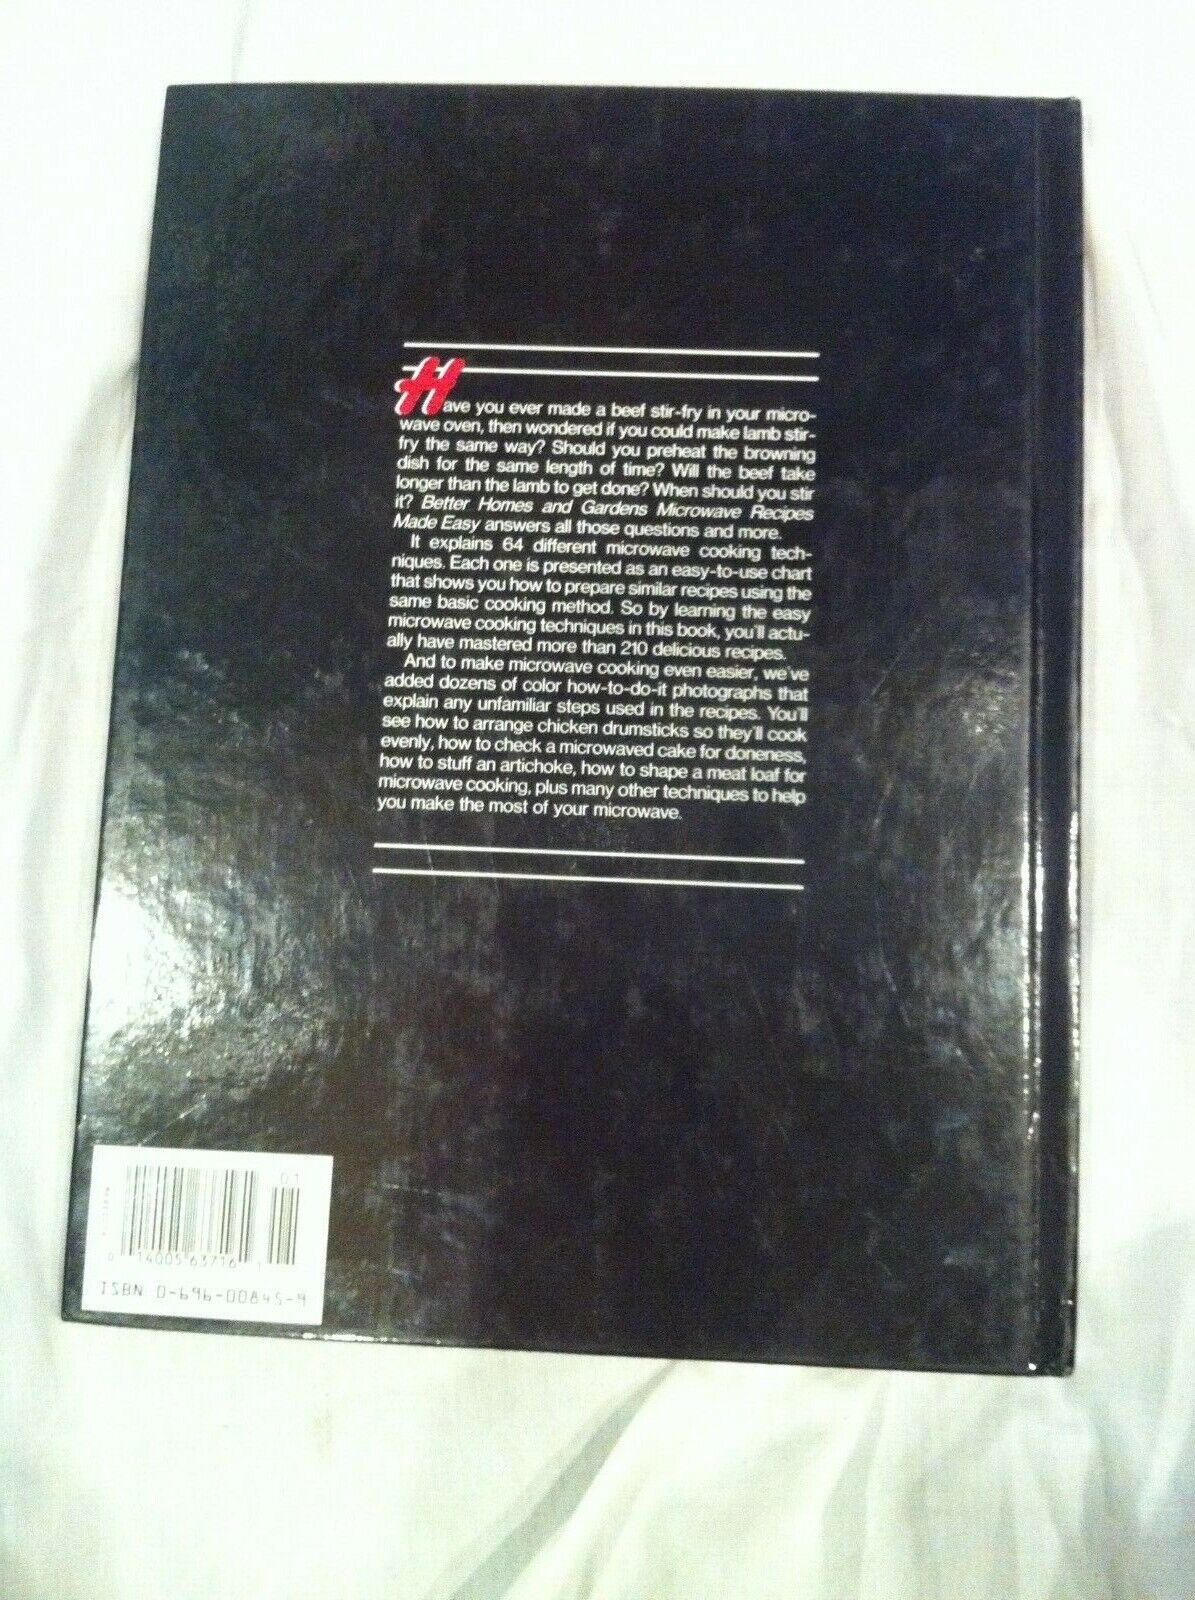 Have you ever made a beef stir-fry in your micro-
wave oven, then wondered if you could make lamb stir-
fry the same way? Should you preheat the browning
dish for the same length of time? Will the beef take
longer than the lamb to get done? When should you stir
it? Better Homes and Gardens Microwave Recipes
Made Easy answers all those questions and more.
It explains 64 different microwave cooking tech-
niques. Each one is presented as an easy-to-use chart
that shows you how to prepare similar recipes using the
same basic cooking method. So by learning the easy
microwave cooking techniques in this book, you'll actu-
ally have mastered more than 210 delicious recipes.
And to make microwave cooking even easier, we've
added dozens of color how-to-do-it photographs that
explain any unfamiliar steps used in the recipes. You'll
see how to arrange chicken drumsticks so they'll cook
evenly, how to check a microwaved cake for doneness,
how to stuff an artichoke, how to shape a meat loaf for
microwave cooking, plus many other techniques to help
you make the most of your microwave.
01
0 14005 63716 1
ISBN 0-696-00845-9